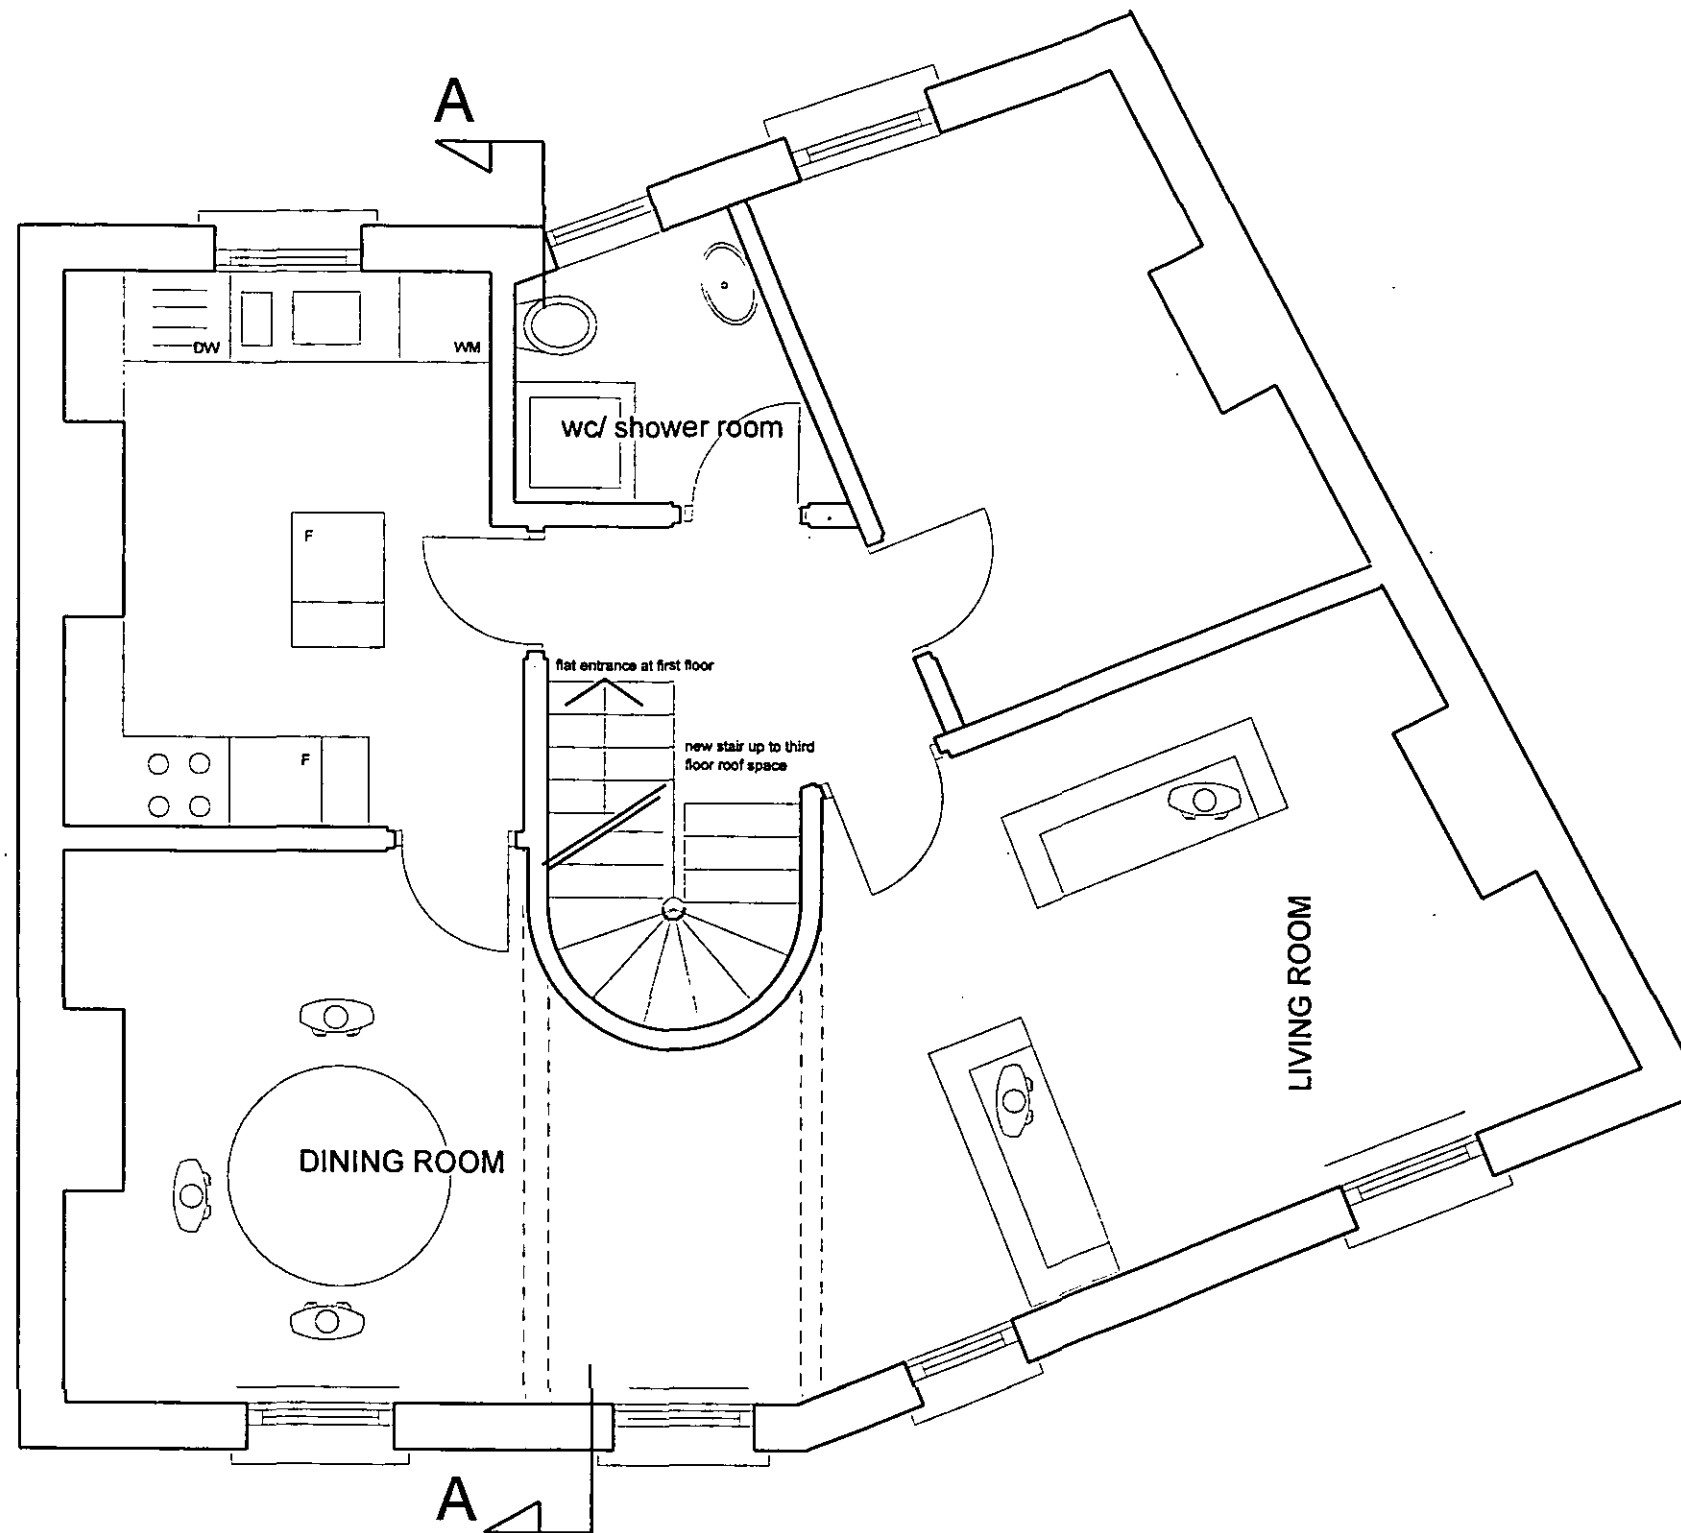 A
DW
WM
wc/ shower room
F
flat entrance at first floor
new stair up to third
floor roof space
F
LIVING ROOM
DINING ROOM
A